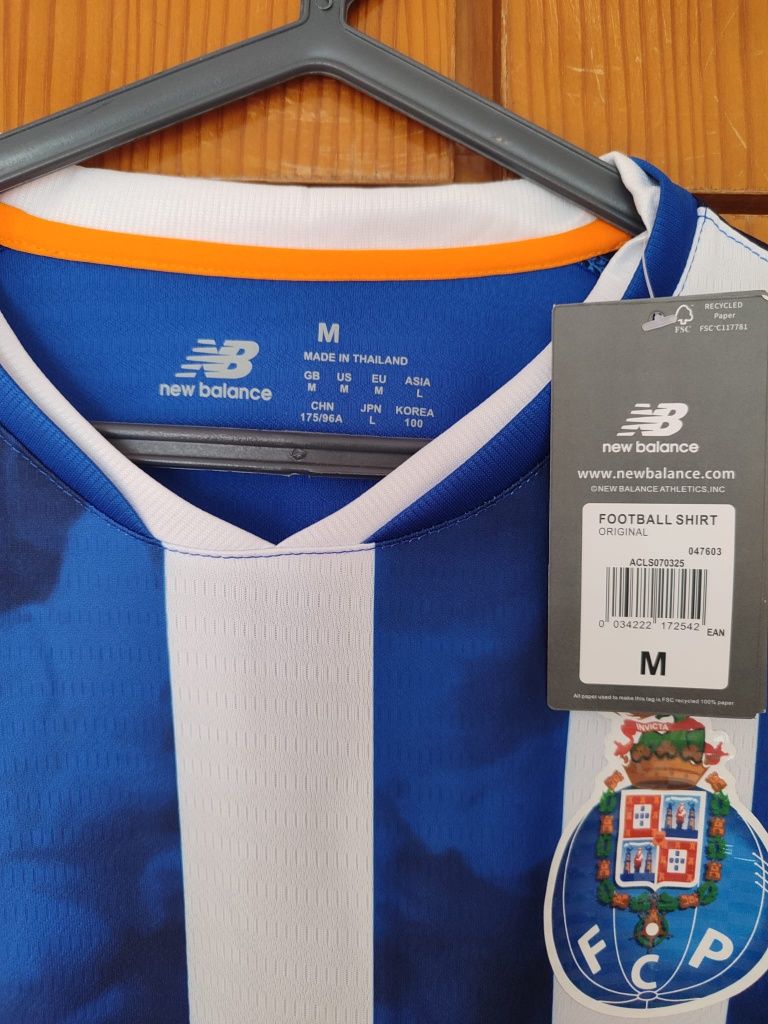 M
MADE IN THAILAND
GB US EU ASIA
M M M L
CHN JPN KOREA
175/96A L 100
NB
new balance
RECYCLED
Paper
FSC
FSC®C117781
NB
new balance
www.newbalance.com
©NEW BALANCE ATHLETICS,INC
FOOTBALL SHIRT
ORIGINAL
047603
ACLS070325
0 034222 172542 EAN
M
All paper used to make this tag is FSC recycled 100% paper
INVICTA
F C P